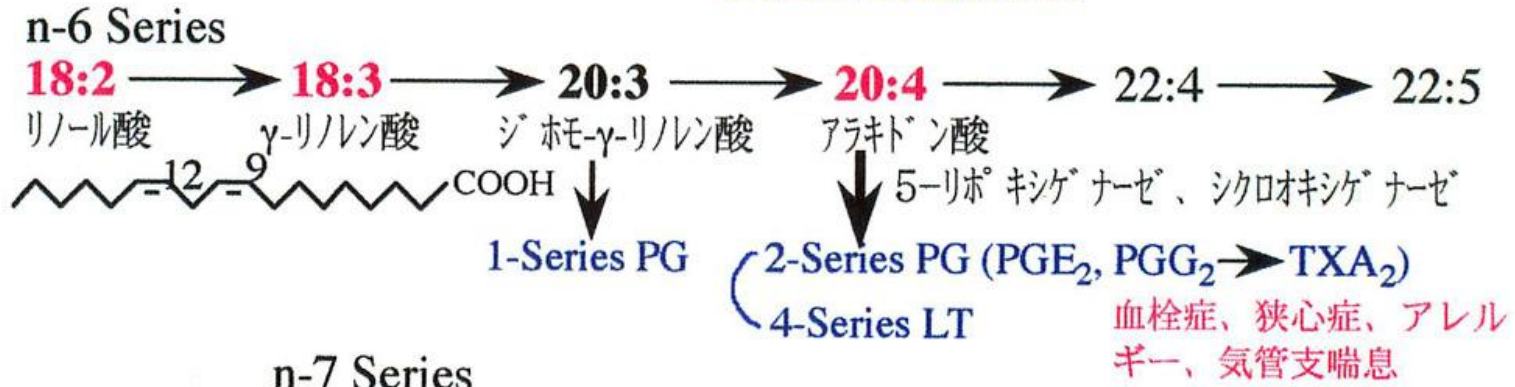 n-6 Series
18:2 → 18:3 → 20:3 → 20:4 → 22:4 → 22:5
リノール酸 γ-リノレン酸 ジホモ-γ-リノレン酸 アラキドン酸
12 9 COOH 5-リポキシゲナーゼ、シクロオキシゲナーゼ
1-Series PG 2-Series PG (PGE₂, PGG₂→TXA₂)
4-Series LT 血栓症、狭心症、アレル
ギー、気管支喘息
n-7 Series